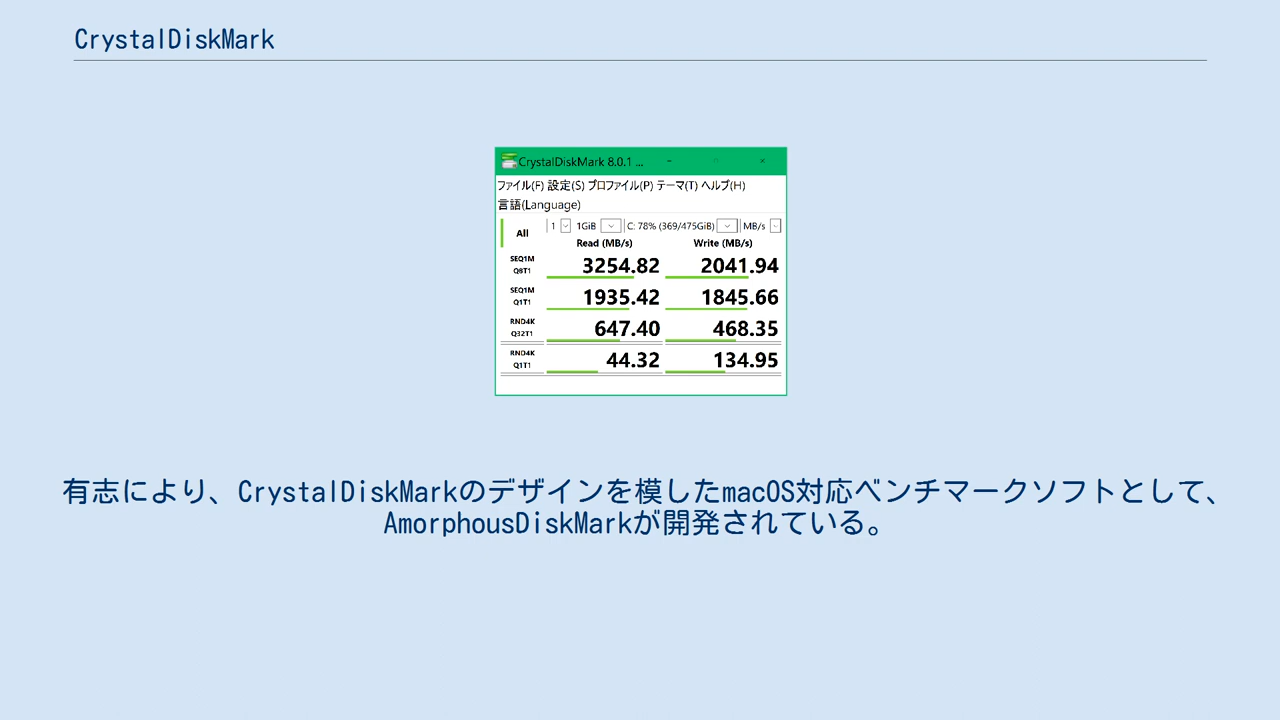 CrystalDiskMark
CrystalDiskMark 8.0.1 ...
ファイル(F) 設定(S) プロファイル(P) テーマ(T) ヘルプ(H)
言語(Language)
All 1 1GiB C: 78% (369/475GiB) MB/s
Read (MB/s) Write (MB/s)
SEQ1M
Q8T1 3254.82 2041.94
SEQ1M
Q1T1 1935.42 1845.66
RND4K
Q32T1 647.40 468.35
RND4K
Q1T1 44.32 134.95
有志により、CrystalDiskMarkのデザインを模したmacOS対応ベンチマークソフトとして、
AmorphousDiskMarkが開発されている。